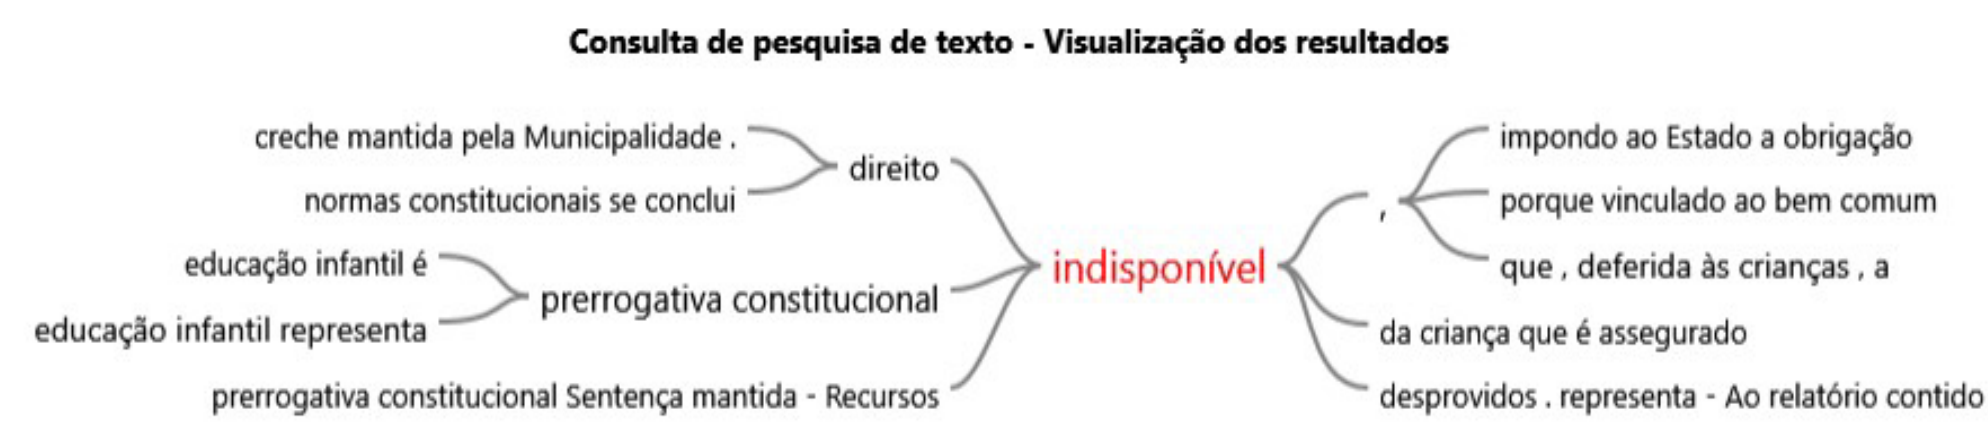 Consulta de pesquisa de texto - Visualização dos resultados
creche mantida pela Municipalidade .
normas constitucionais se conclui
direito
educação infantil é
educação infantil representa
prerrogativa constitucional
prerrogativa constitucional Sentença mantida - Recursos
indisponível
,
impondo ao Estado a obrigação
porque vinculado ao bem comum
que , deferida às crianças , a
da criança que é assegurado
desprovidos . representa - Ao relatório contido